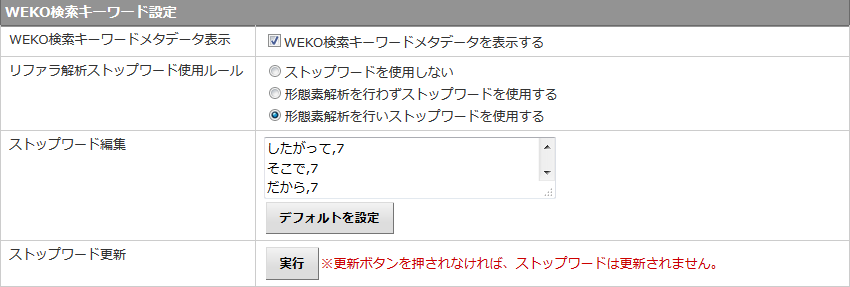 WEKO検索キーワード設定
WEKO検索キーワードメタデータ表示
WEKO検索キーワードメタデータを表示する
リファラ解析ストップワード使用ルール
ストップワードを使用しない
形態素解析を行わずストップワードを使用する
形態素解析を行いストップワードを使用する
ストップワード編集
したがって,7
そこで,7
だから,7
デフォルトを設定
ストップワード更新
実行
※更新ボタンを押されなければ、ストップワードは更新されません。